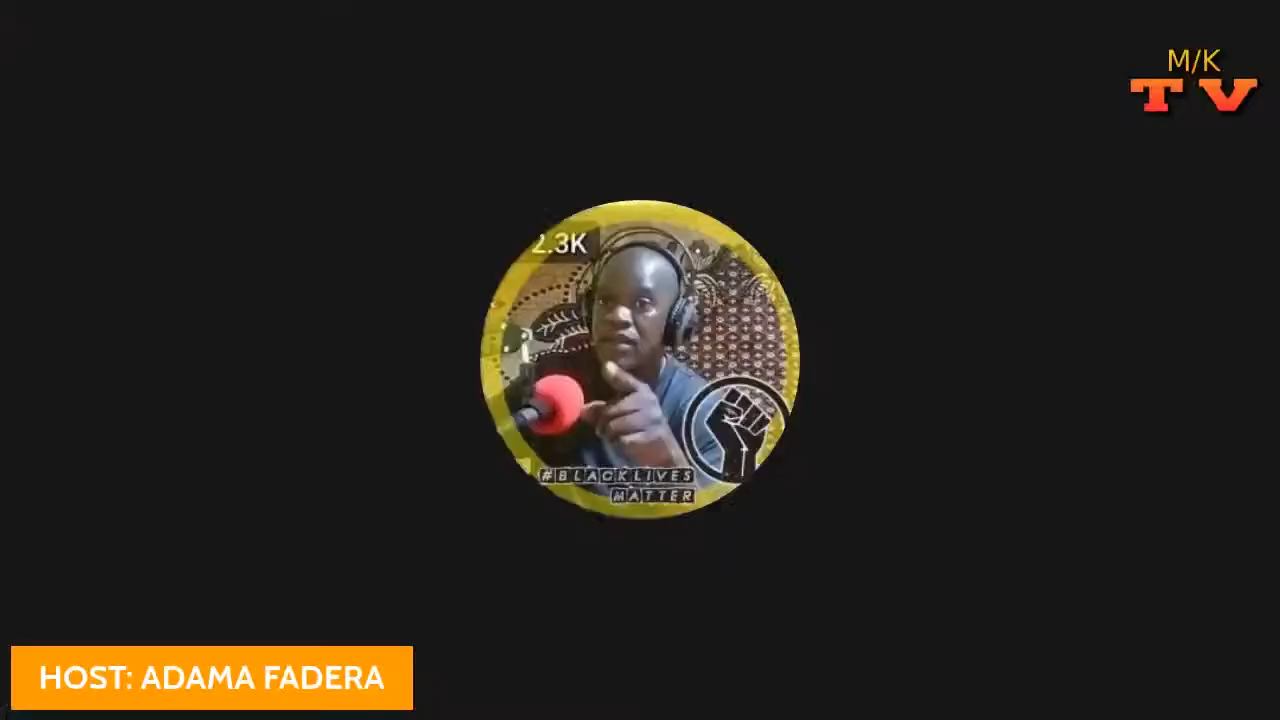 M/K
TV
2.3K
#BLACKLIVES
MATTER
HOST: ADAMA FADERA